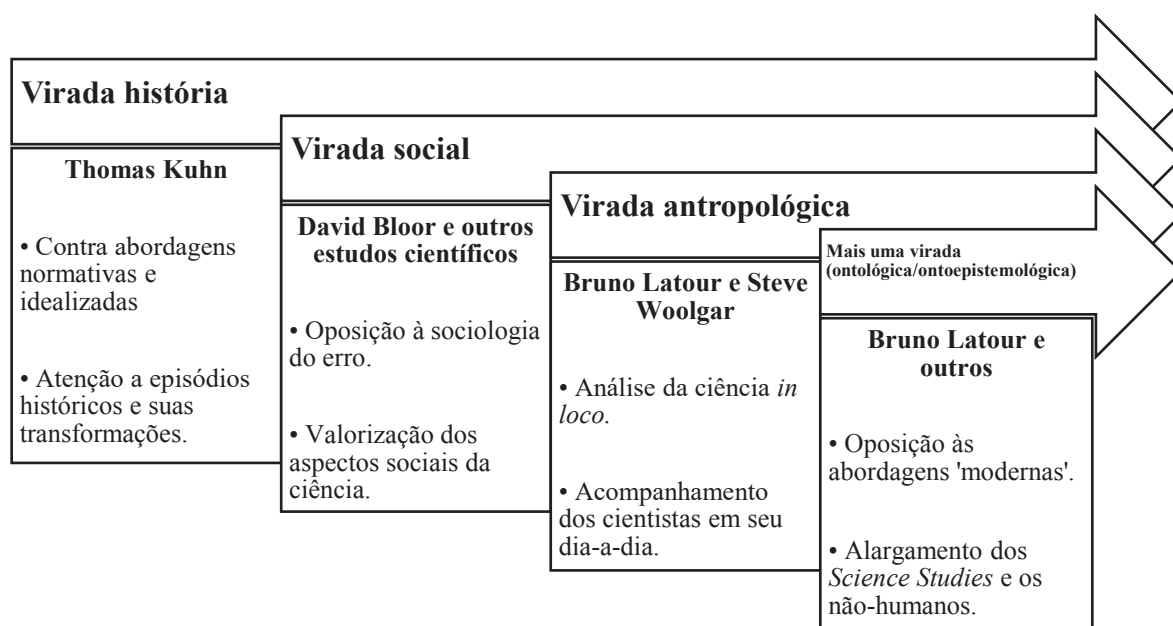 Virada história
Thomas Kuhn
• Contra abordagens
normativas e
idealizadas
• Atenção a episódios
históricos e suas
transformações.
Virada social
David Bloor e outros
estudos científicos
• Oposição à sociologia
do erro.
• Valorização dos
aspectos sociais da
ciência.
Virada antropológica
Bruno Latour e Steve
Woolgar
• Análise da ciência in
loco.
• Acompanhamento
dos cientistas em seu
dia-a-dia.
Mais uma virada
(ontológica/ontoepistemológica)
Bruno Latour e
outros
• Oposição às
abordagens 'modernas'.
• Alargamento dos
Science Studies e os
não-humanos.